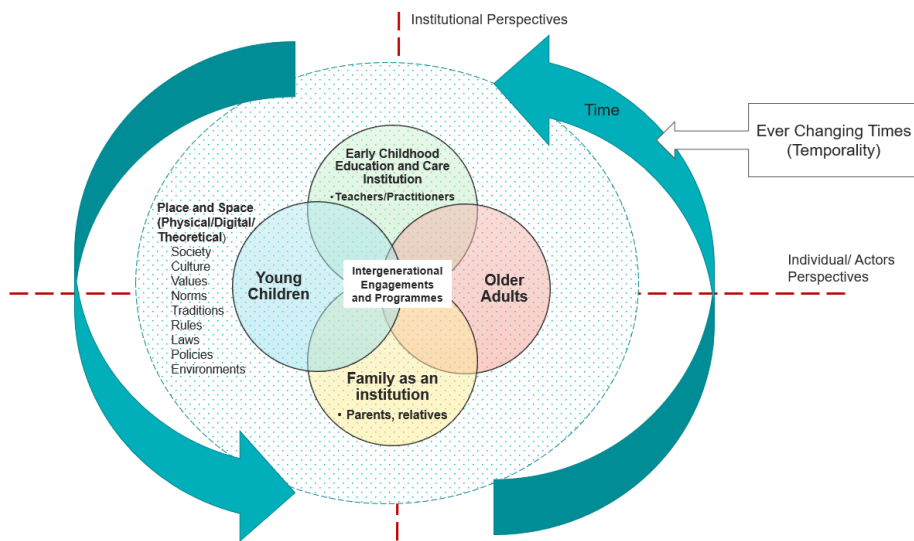 Institutional Perspectives
Time
Ever Changing Times
(Temporality)
Early Childhood
Education and Care
Institution
• Teachers/Practitioners
Place and Space
(Physical/Digital/
Theoretical)
Society
Culture
Values
Norms
Traditions
Rules
Laws
Policies
Environments
Young
Children
Intergenerational
Engagements
and Programmes
Older
Adults
Individual/ Actors
Perspectives
Family as an
institution
• Parents, relatives